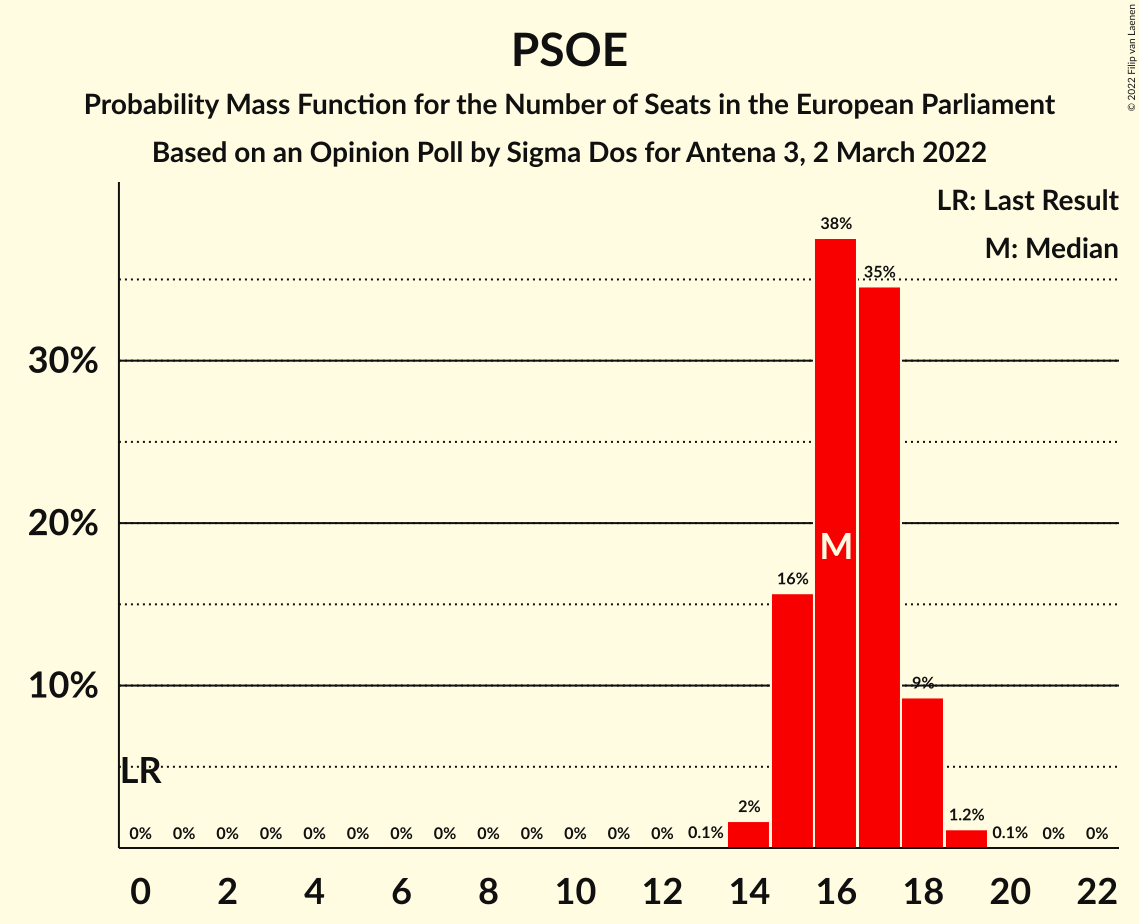 PSOE
Probability Mass Function for the Number of Seats in the European Parliament
Based on an Opinion Poll by Sigma Dos for Antena 3, 2 March 2022
© 2022 Filip van Laenen
LR: Last Result
M: Median
38%
35%
30%
20%
M
16%
10%
9%
LR
2%
1.2%
0% 0% 0% 0% 0% 0% 0% 0% 0% 0% 0% 0% 0% 0.1% 0.1% 0% 0%
0 2 4 6 8 10 12 14 16 18 20 22